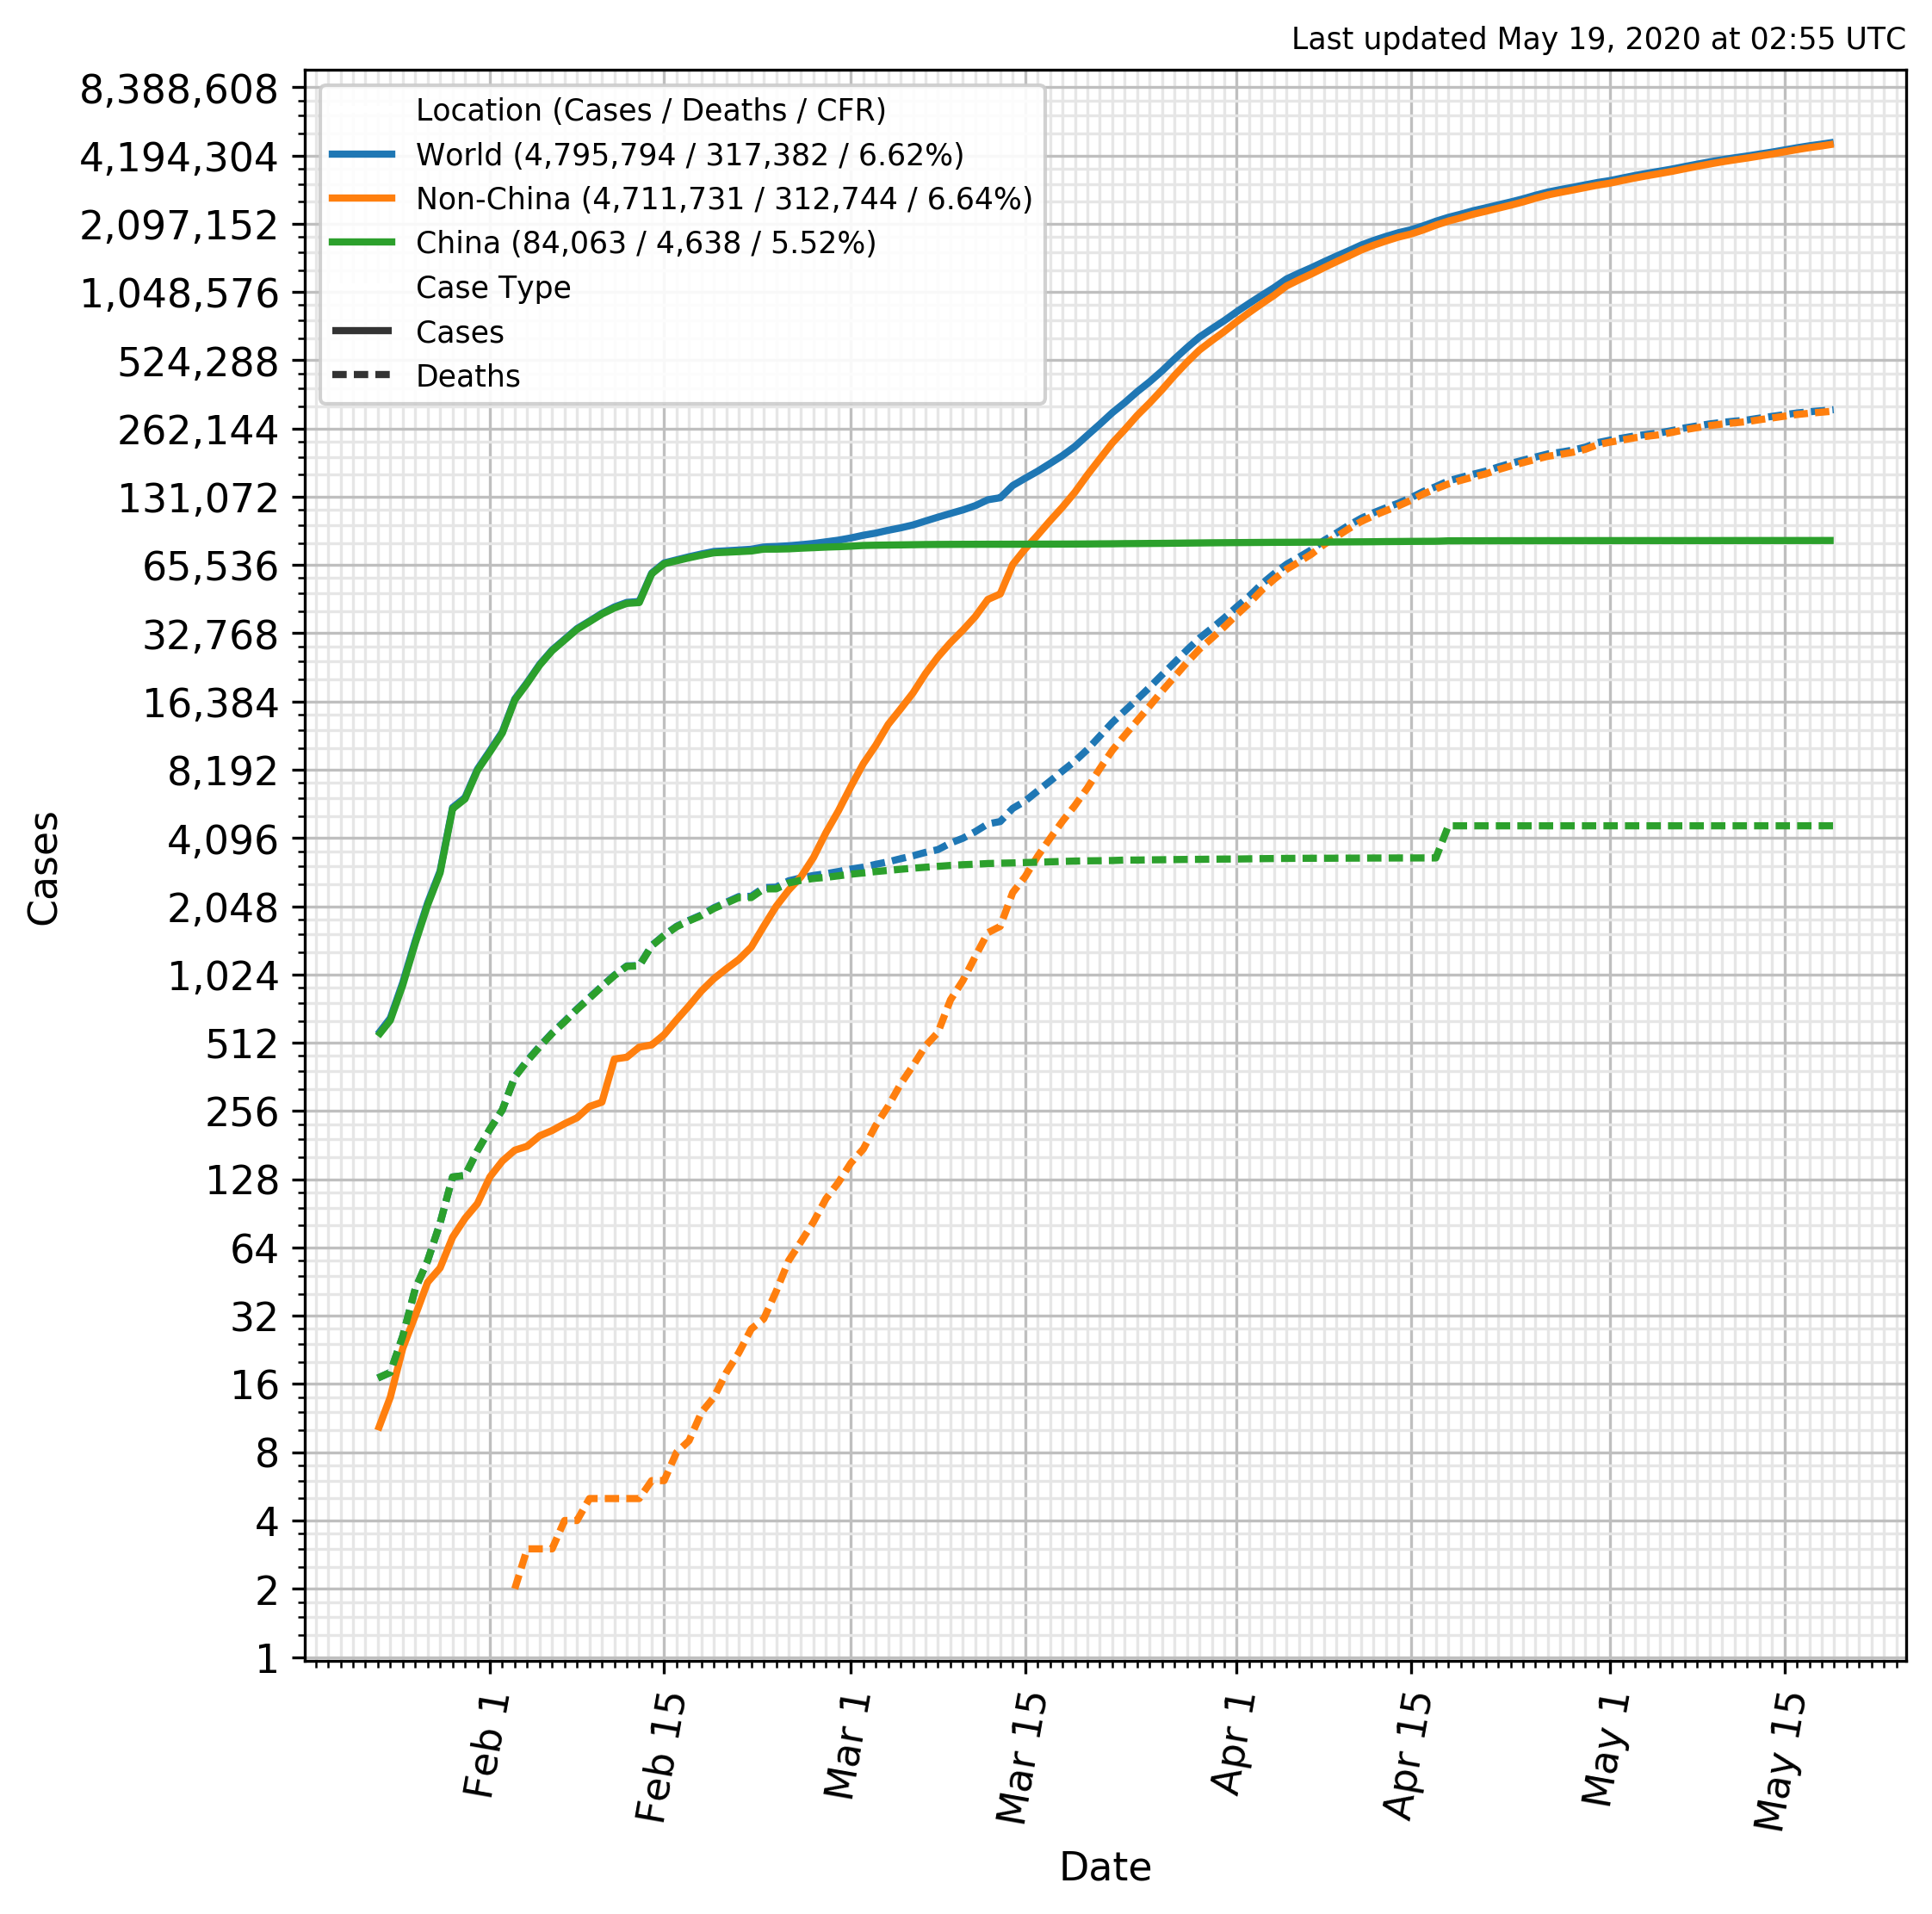 Last updated May 19, 2020 at 02:55 UTC
Location (Cases / Deaths / CFR)
World (4,795,794 / 317,382 / 6.62%)
Non-China (4,711,731 / 312,744 / 6.64%)
China (84,063 / 4,638 / 5.52%)
Case Type
Cases
Deaths
Cases
8,388,608
4,194,304
2,097,152
1,048,576
524,288
262,144
131,072
65,536
32,768
16,384
8,192
4,096
2,048
1,024
512
256
128
64
32
16
8
4
2
1
Feb 1
Feb 15
Mar 1
Mar 15
Apr 1
Apr 15
May 1
May 15
Date